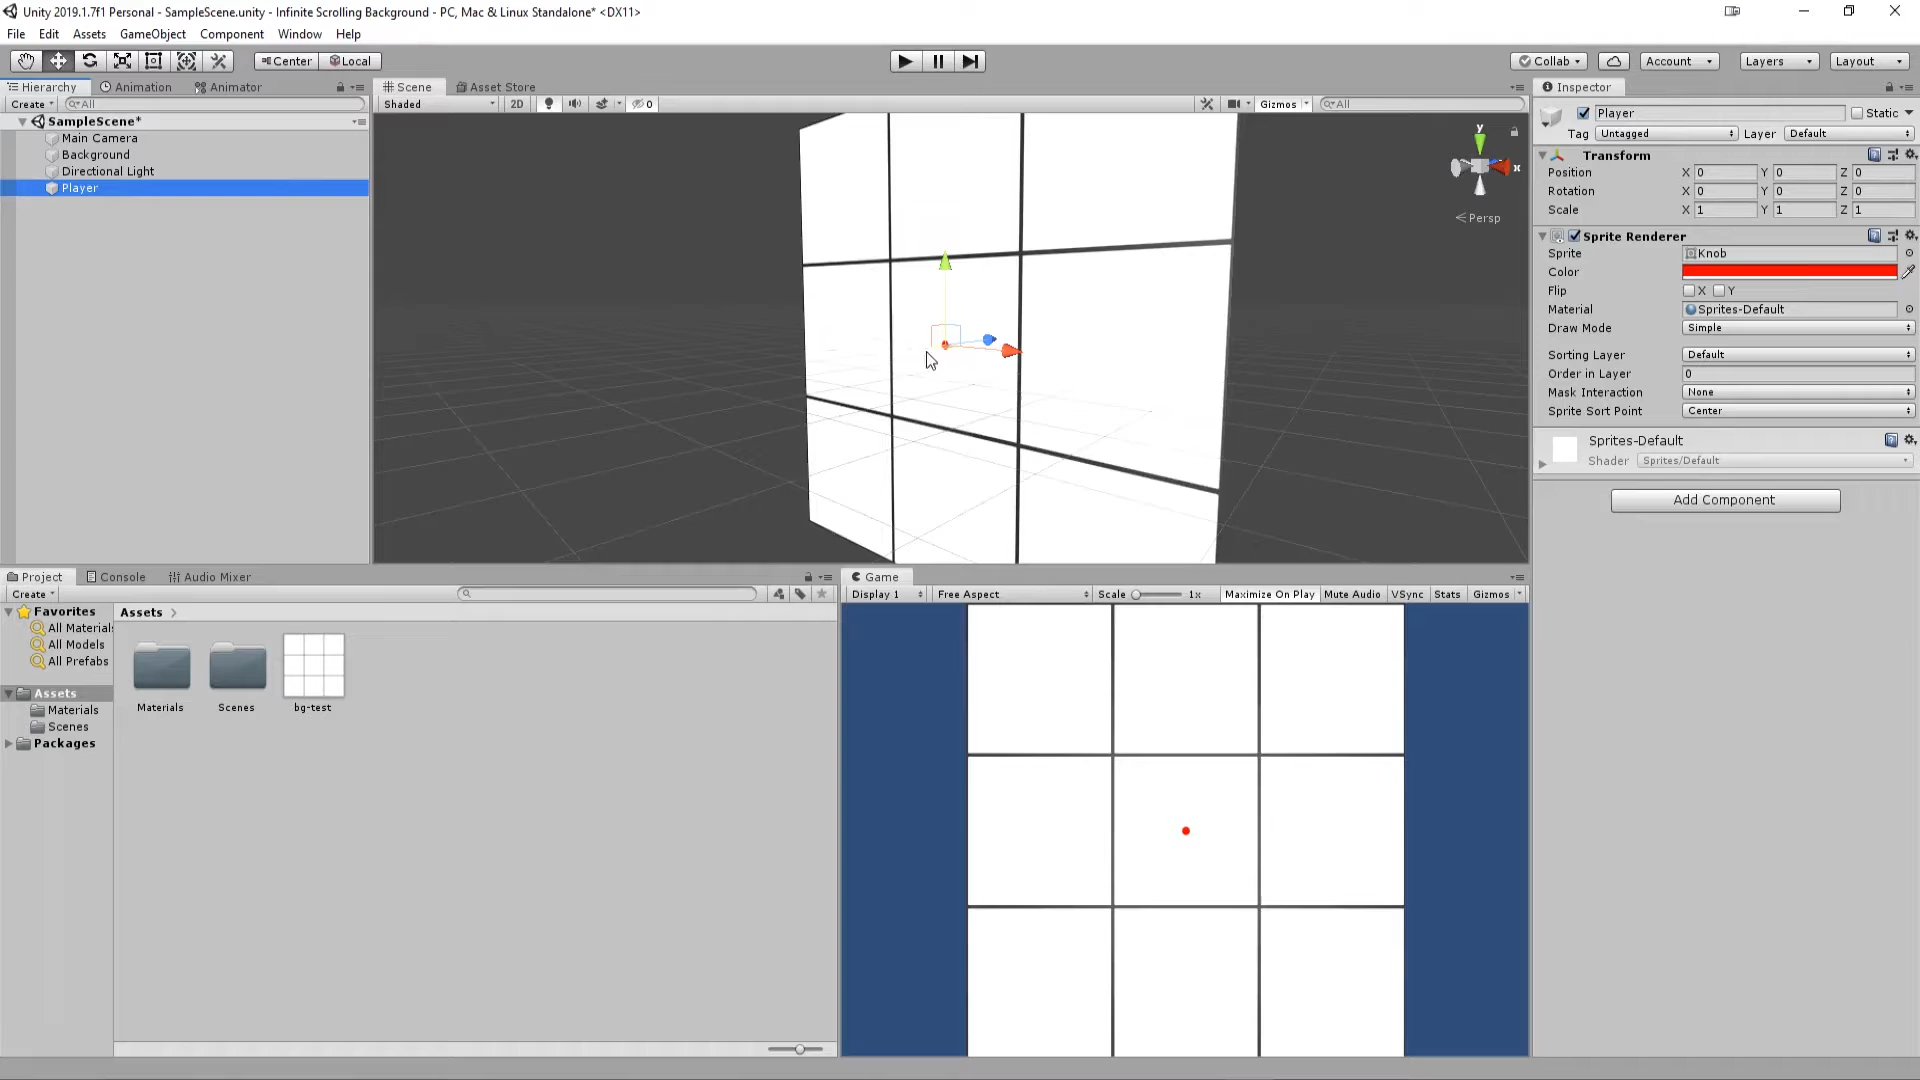 Unity 2019.1.7f1 Personal - SampleScene.unity - Infinite Scrolling Background - PC, Mac & Linux Standalone* <DX11>
File Edit Assets GameObject Component Window Help
Center Local Collab Account Layers Layout
Hierarchy Animation Animator
Scene Asset Store
Inspector
Create All
Shaded 2D 0 Gizmos All
SampleScene*
Main Camera
Background
Directional Light
Player
y
x
Persp
Player Static
Tag Untagged Layer Default
Transform
Position X 0 Y 0 Z 0
Rotation X 0 Y 0 Z 0
Scale X 1 Y 1 Z 1
Sprite Renderer
Sprite Knob
Color
Flip X Y
Material Sprites-Default
Draw Mode Simple
Sorting Layer Default
Order in Layer 0
Mask Interaction None
Sprite Sort Point Center
Sprites-Default
Shader Sprites/Default
Add Component
Project Console Audio Mixer
Create
Favorites
All Materials
All Models
All Prefabs
Assets
Materials
Scenes
Packages
Assets
Materials Scenes bg-test
Game
Display 1 Free Aspect Scale 1x Maximize On Play Mute Audio VSync Stats Gizmos